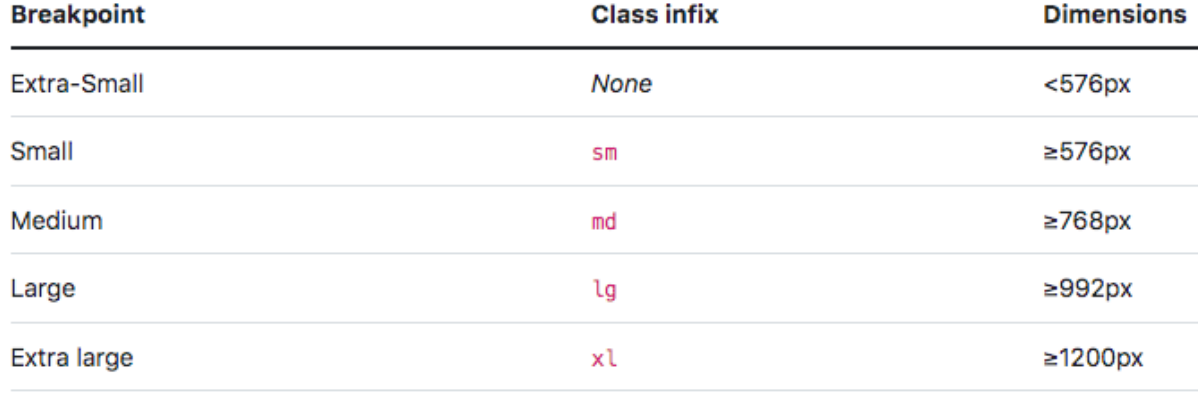 Breakpoint Class infix Dimensions
Extra-Small None <576px
Small sm ≥576px
Medium md ≥768px
Large lg ≥992px
Extra large xl ≥1200px